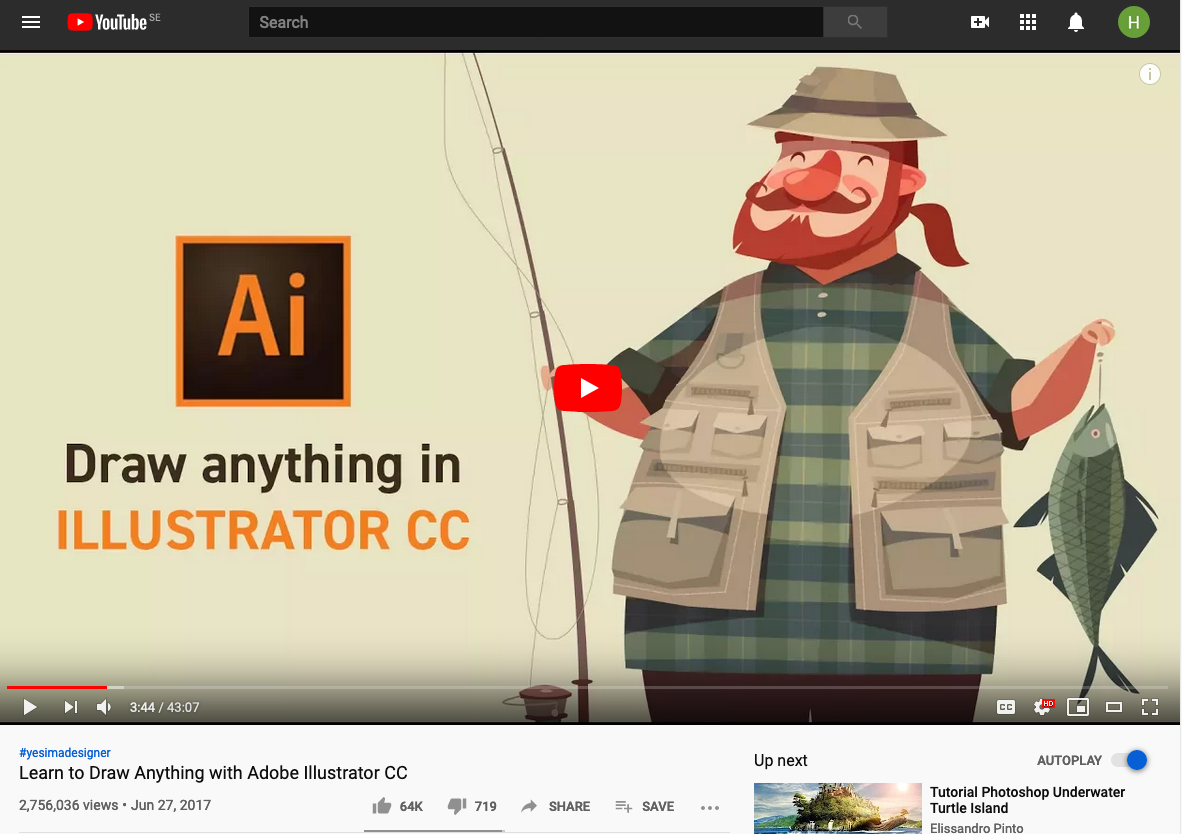 YouTube SE
Search
H
i
Ai
Draw anything in
ILLUSTRATOR CC
3:44 / 43:07
CC
HD
#yesimadesigner
Learn to Draw Anything with Adobe Illustrator CC
2,756,036 views • Jun 27, 2017
64K
719
SHARE
SAVE
Up next
AUTOPLAY
Tutorial Photoshop Underwater
Turtle Island
Elissandro Pinto